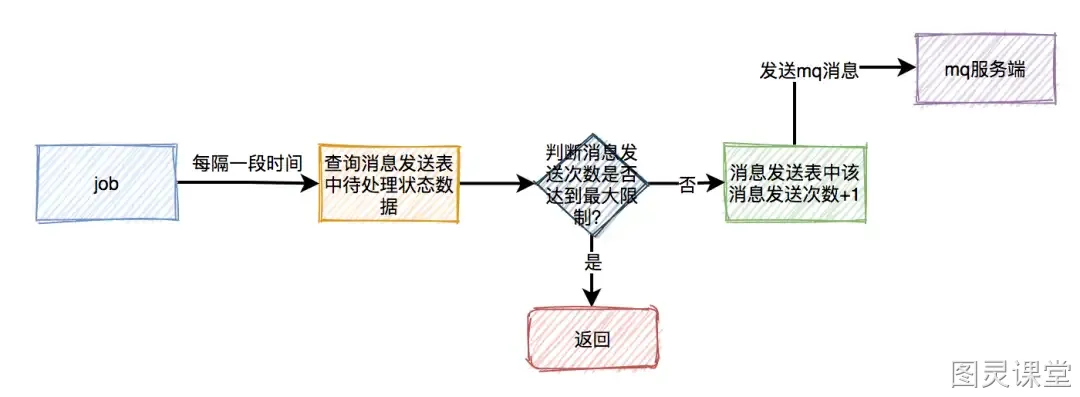 发送mq消息
mq服务端
job
每隔一段时间
查询消息发送表
中待处理状态数
据
判断消息发
送次数是否
达到最大限
制?
否
消息发送表中该
消息发送次数+1
是
返回
图灵课堂